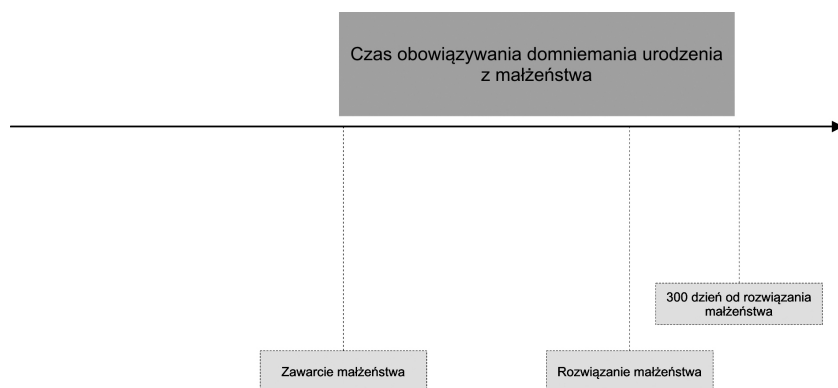 Czas obowiązywania domniemania urodzenia
z małżeństwa
300 dzień od rozwiązania
małżeństwa
Zawarcie małżeństwa
Rozwiązanie małżeństwa